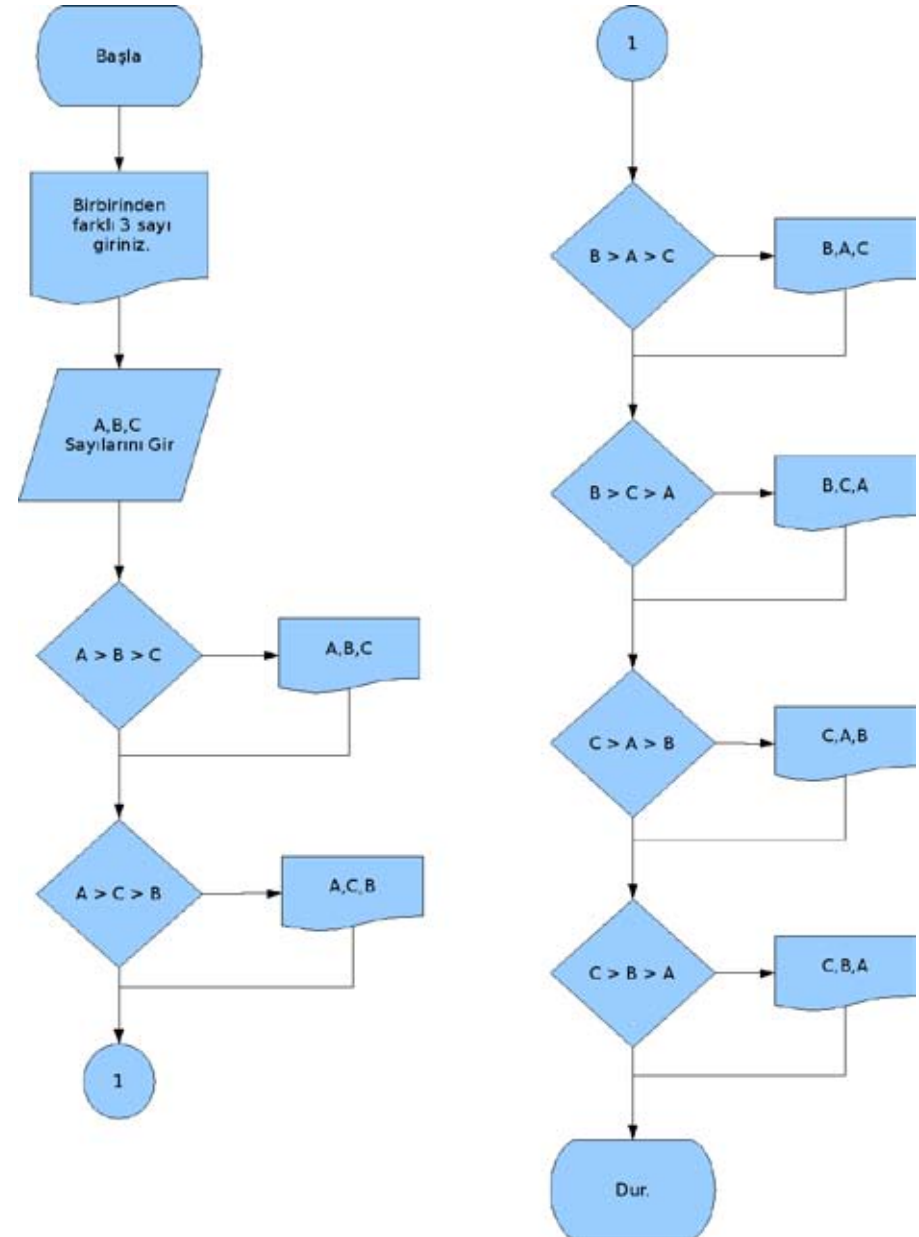 Başla
Birbirinden
farklı 3 sayı
giriniz.
A,B,C
Sayılarını Gir
A > B > C
A,B,C
A > C > B
A,C,B
1
1
B > A > C
B,A,C
B > C > A
B,C,A
C > A > B
C,A,B
C > B > A
C,B,A
Dur.